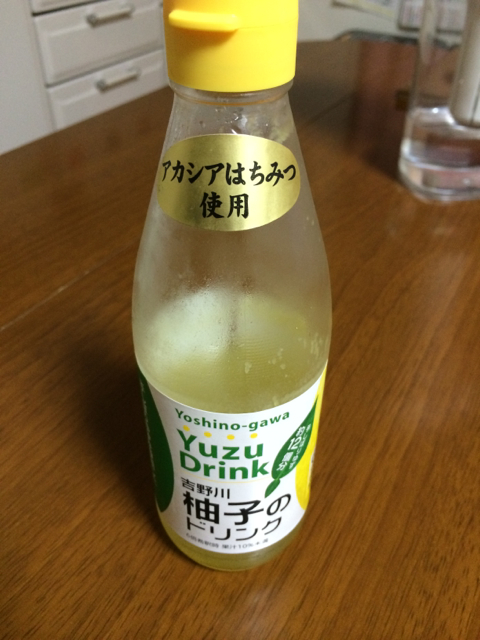 アカシアはちみつ
使用
Yoshino-gawa
Yuzu
Drink
吉野川
柚子の
ドリンク